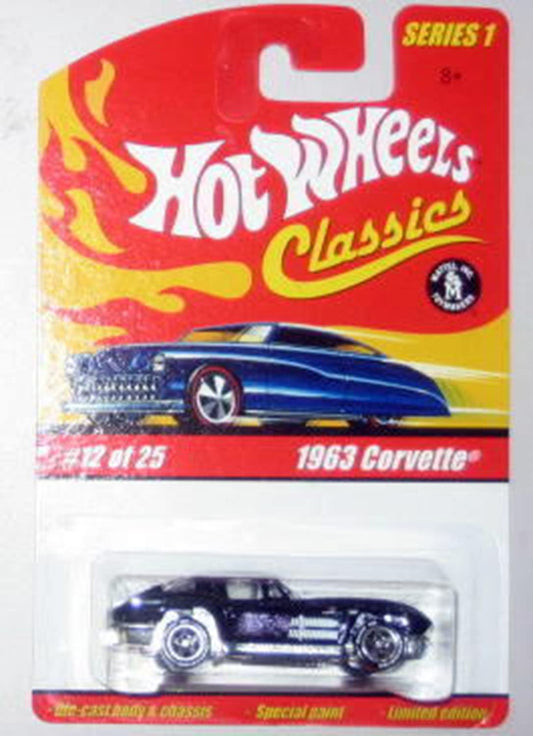 SERIES 1
8+
Hot Wheels
Classics
MATTEL, INC.
M
TOYMAKERS
#12 of 25 1963 Corvette®
·Die-cast body & chassis ·Special paint ·Limited edition